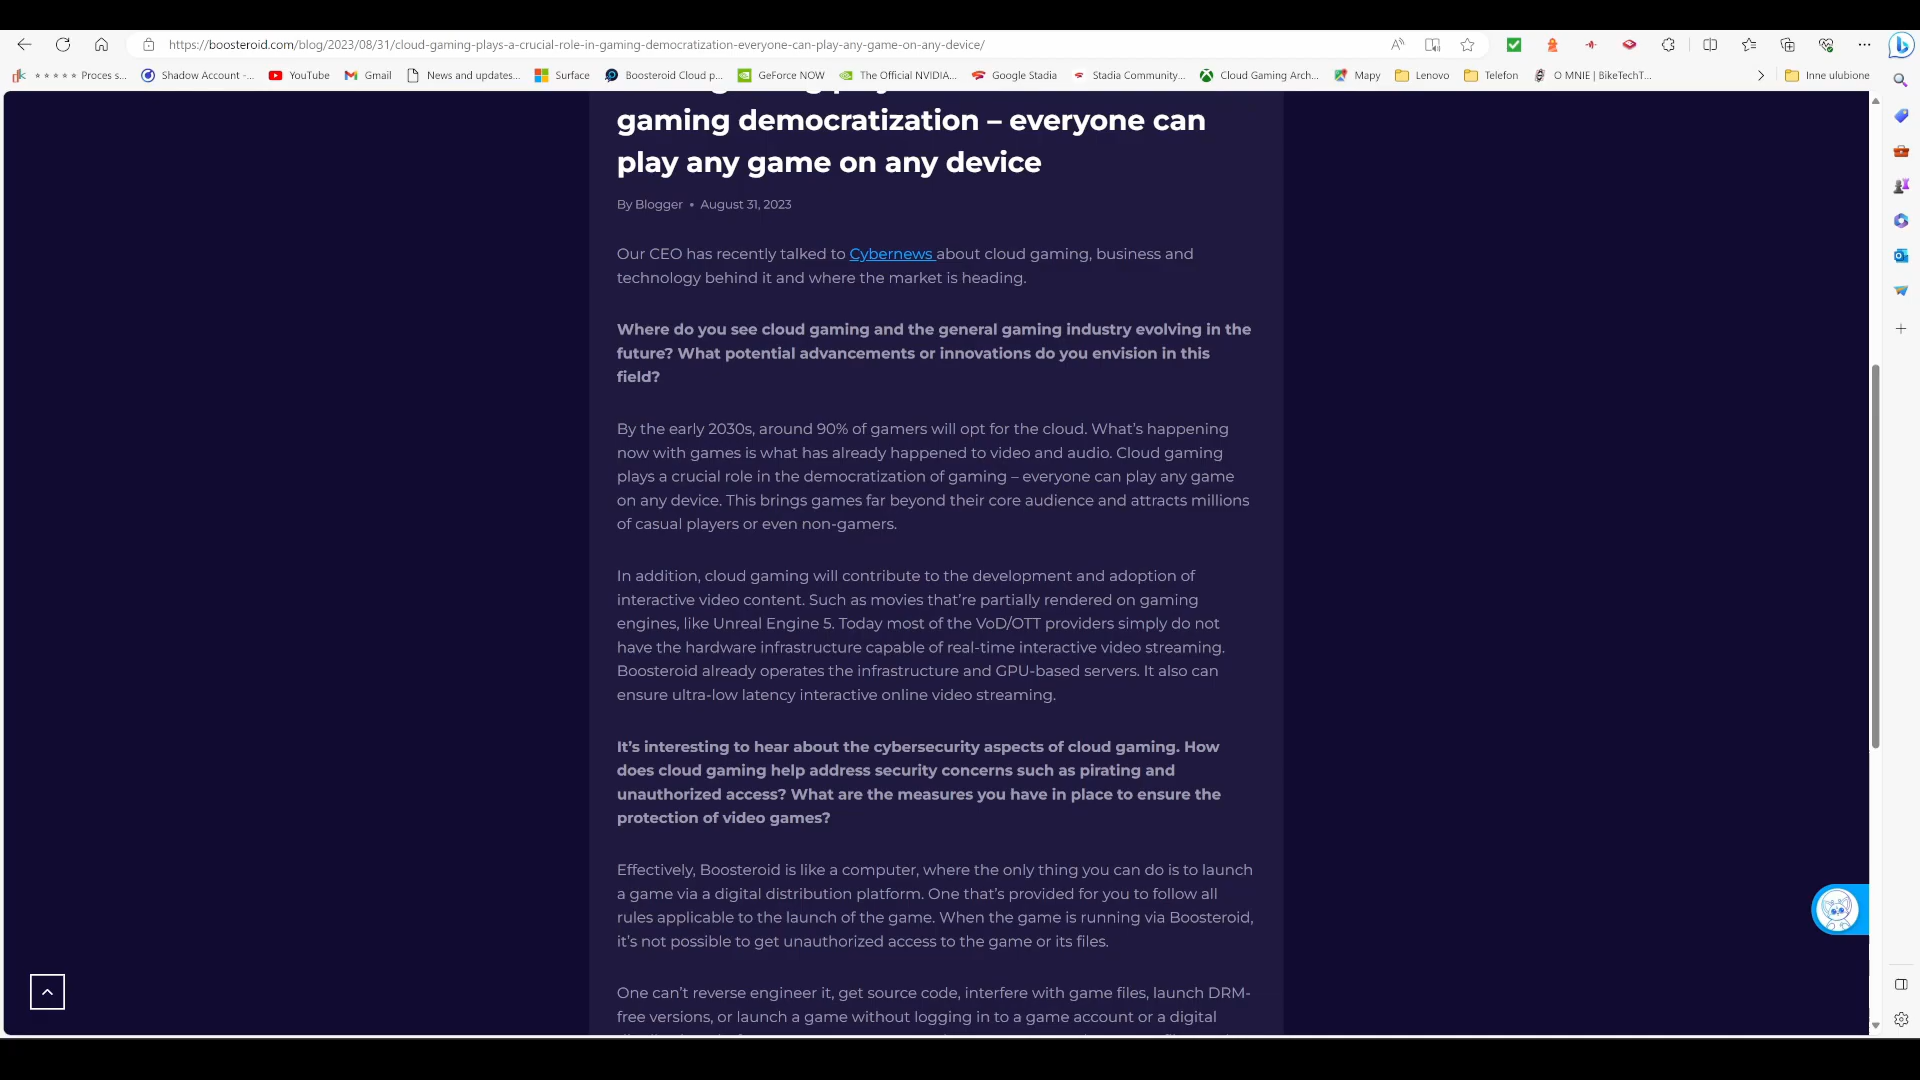 https://boosteroid.com/blog/2023/08/31/cloud-gaming-plays-a-crucial-role-in-gaming-democratization-everyone-can-play-any-game-on-any-device/
Proces s...
Shadow Account -...
YouTube
Gmail
News and updates...
Surface
Boosteroid Cloud p...
GeForce NOW
The Official NVIDIA...
Google Stadia
Stadia Community...
Cloud Gaming Arch...
Mapy
Lenovo
Telefon
O MNIE | BikeTechT...
Inne ulubione
gaming democratization – everyone can
play any game on any device
By Blogger • August 31, 2023
Our CEO has recently talked to Cybernews about cloud gaming, business and
technology behind it and where the market is heading.
Where do you see cloud gaming and the general gaming industry evolving in the
future? What potential advancements or innovations do you envision in this
field?
By the early 2030s, around 90% of gamers will opt for the cloud. What’s happening
now with games is what has already happened to video and audio. Cloud gaming
plays a crucial role in the democratization of gaming – everyone can play any game
on any device. This brings games far beyond their core audience and attracts millions
of casual players or even non-gamers.
In addition, cloud gaming will contribute to the development and adoption of
interactive video content. Such as movies that’re partially rendered on gaming
engines, like Unreal Engine 5. Today most of the VoD/OTT providers simply do not
have the hardware infrastructure capable of real-time interactive video streaming.
Boosteroid already operates the infrastructure and GPU-based servers. It also can
ensure ultra-low latency interactive online video streaming.
It’s interesting to hear about the cybersecurity aspects of cloud gaming. How
does cloud gaming help address security concerns such as pirating and
unauthorized access? What are the measures you have in place to ensure the
protection of video games?
Effectively, Boosteroid is like a computer, where the only thing you can do is to launch
a game via a digital distribution platform. One that’s provided for you to follow all
rules applicable to the launch of the game. When the game is running via Boosteroid,
it’s not possible to get unauthorized access to the game or its files.
One can’t reverse engineer it, get source code, interfere with game files, launch DRM-
free versions, or launch a game without logging in to a game account or a digital